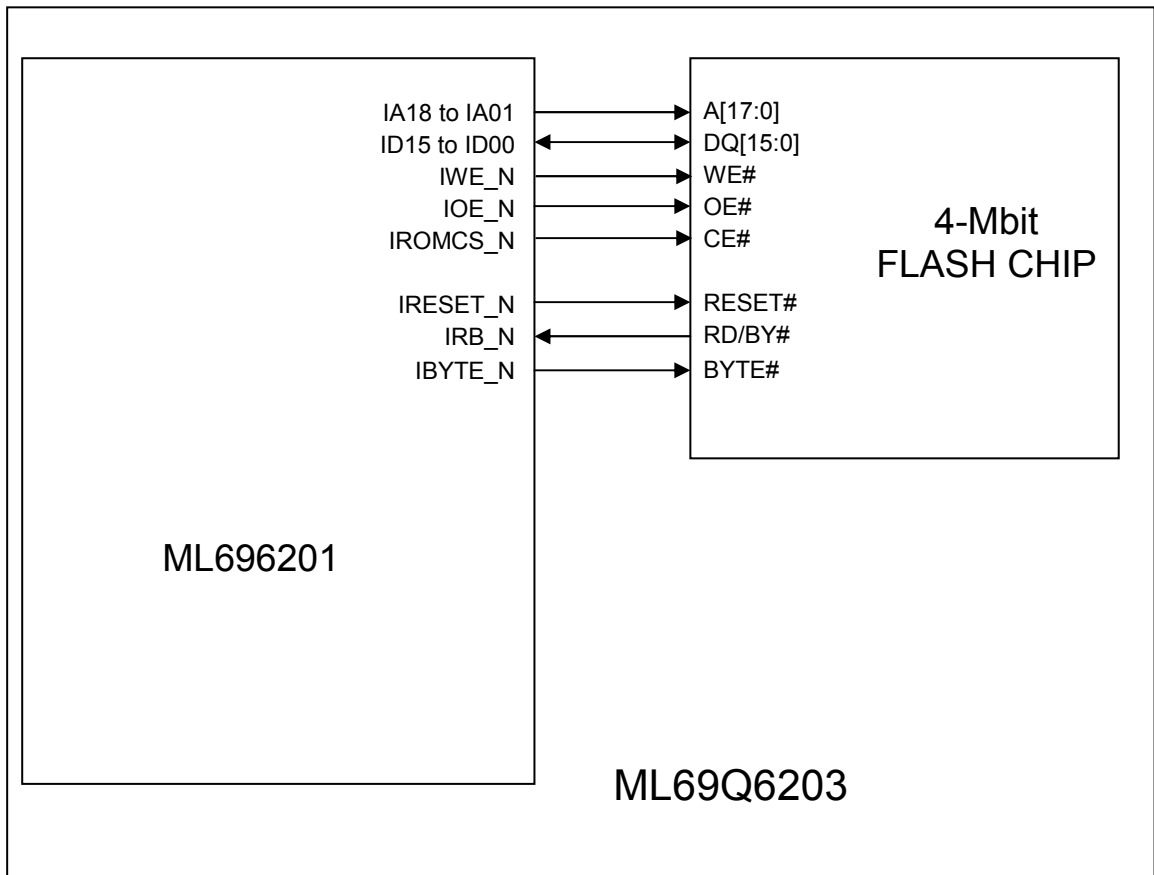 IA18 to IA01
ID15 to ID00
IWE_N
IOE_N
IROMCS_N
IRESET_N
IRB_N
IBYTE_N
A[17:0]
DQ[15:0]
WE#
OE#
CE#
RESET#
RD/BY#
BYTE#
4-Mbit
FLASH CHIP
ML696201
ML69Q6203